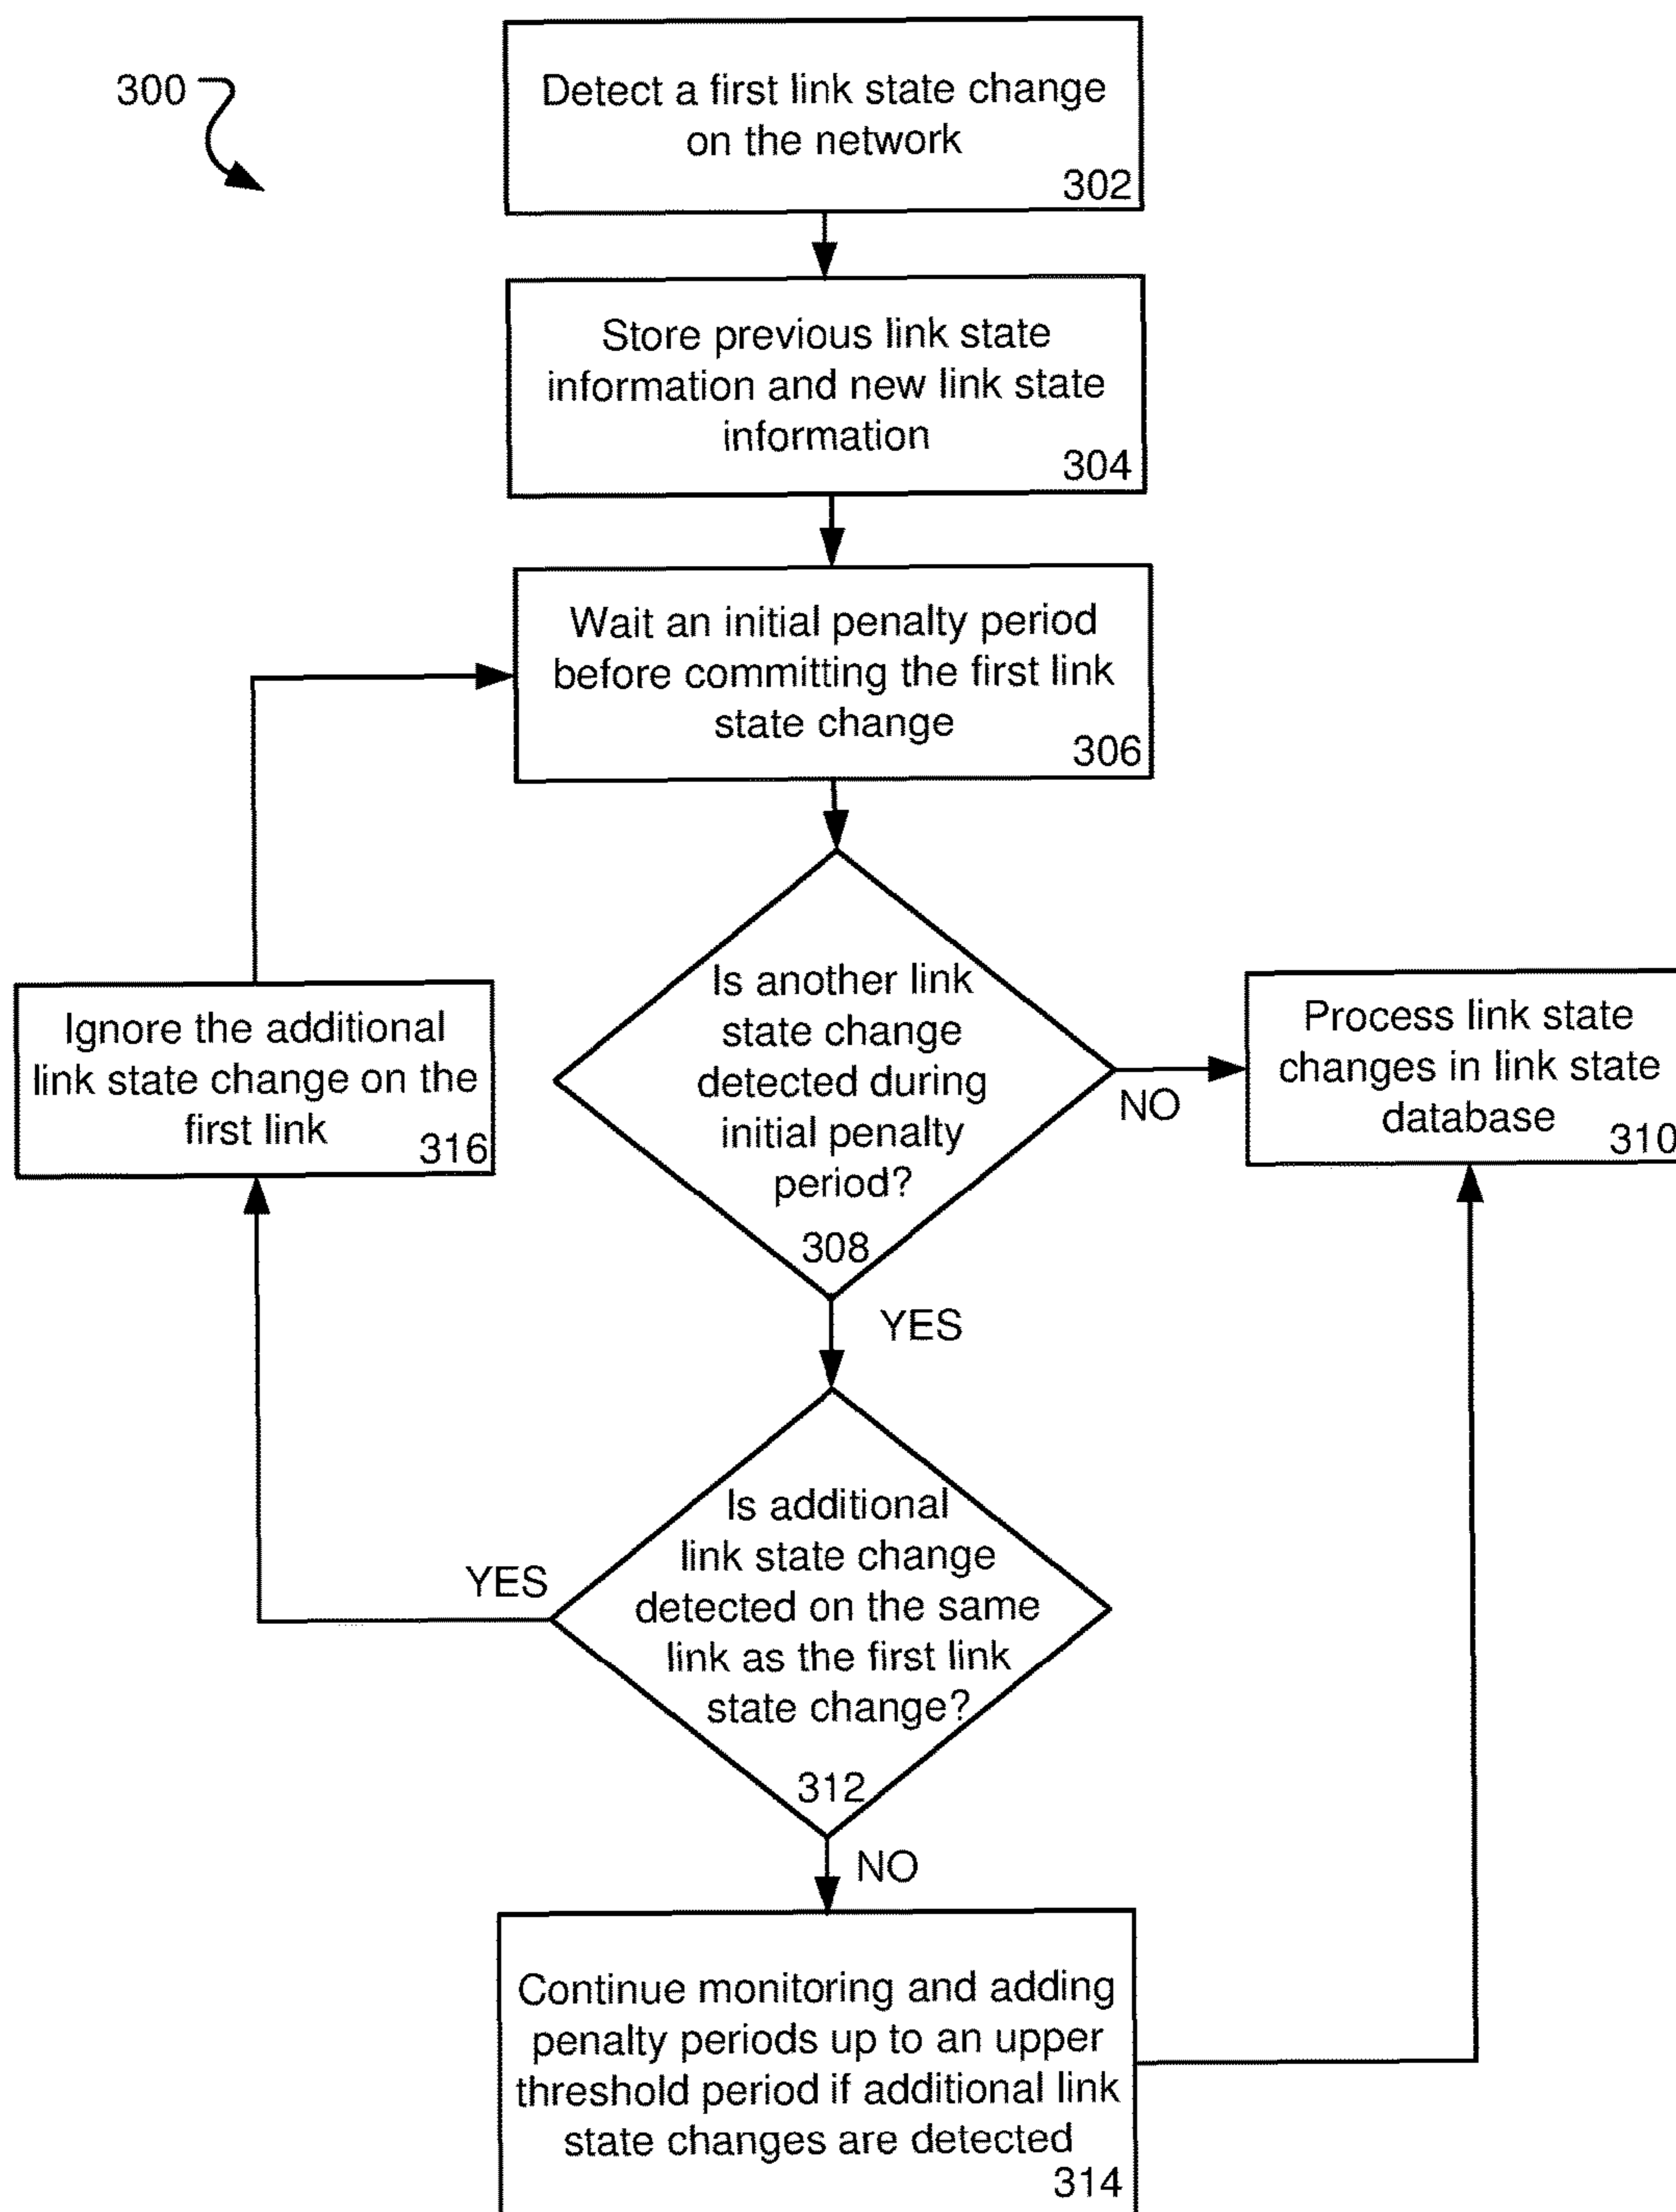 300
Detect a first link state change
on the network
302
Store previous link state
information and new link state
information
304
Wait an initial penalty period
before committing the first link
state change
306
Is another link
state change
detected during
initial penalty
period?
308
NO
Process link state
changes in link state
database
310
Ignore the additional
link state change on the
first link
316
YES
Is additional
link state change
detected on the same
link as the first link
state change?
312
YES
NO
Continue monitoring and adding
penalty periods up to an upper
threshold period if additional link
state changes are detected
314